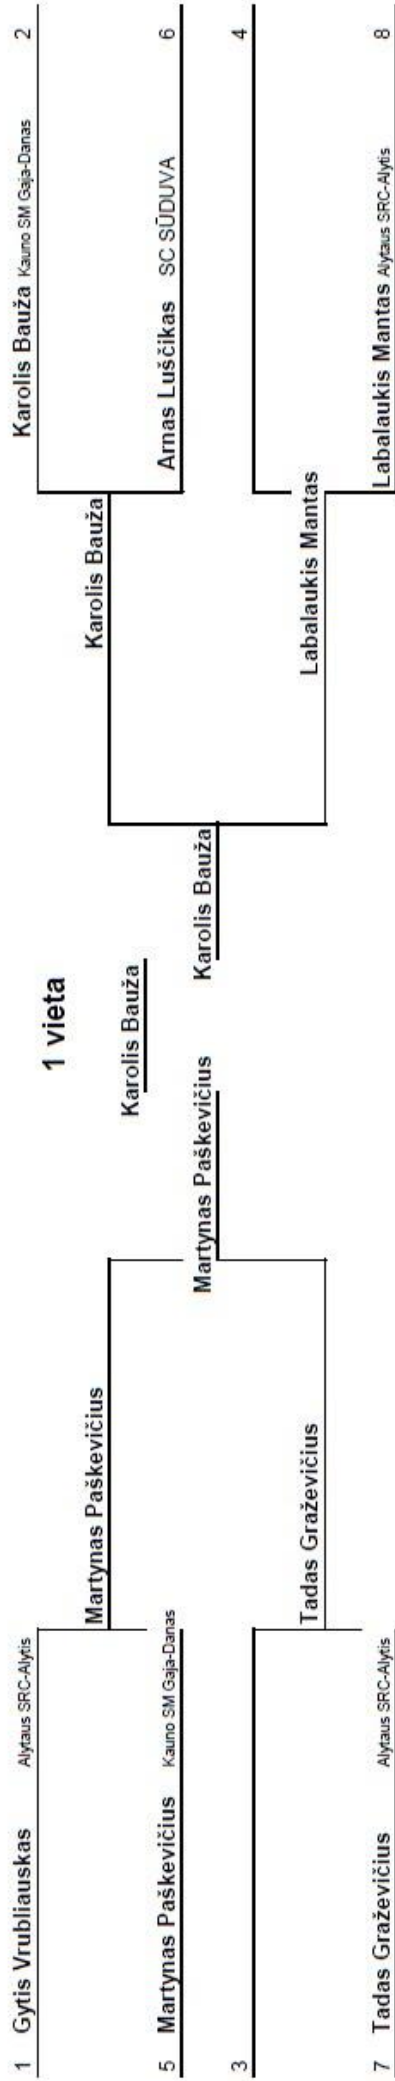 1 Gytis Vrubliauskas Alytaus SRC-Alytis
Martynas Paškevičius
5 Martynas Paškevičius Kauno SM Gaja-Danas
Martynas Paškevičius
3
Tadas Graževičius
7 Tadas Graževičius Alytaus SRC-Alytis
1 vieta
Karolis Bauža
Karolis Bauža Kauno SM Gaja-Danas 2
Karolis Bauža
Arnas Luščikas SC SŪDUVA 6
Karolis Bauža
4
Labalaukis Mantas
Labalaukis Mantas Alytaus SRC-Alytis 8